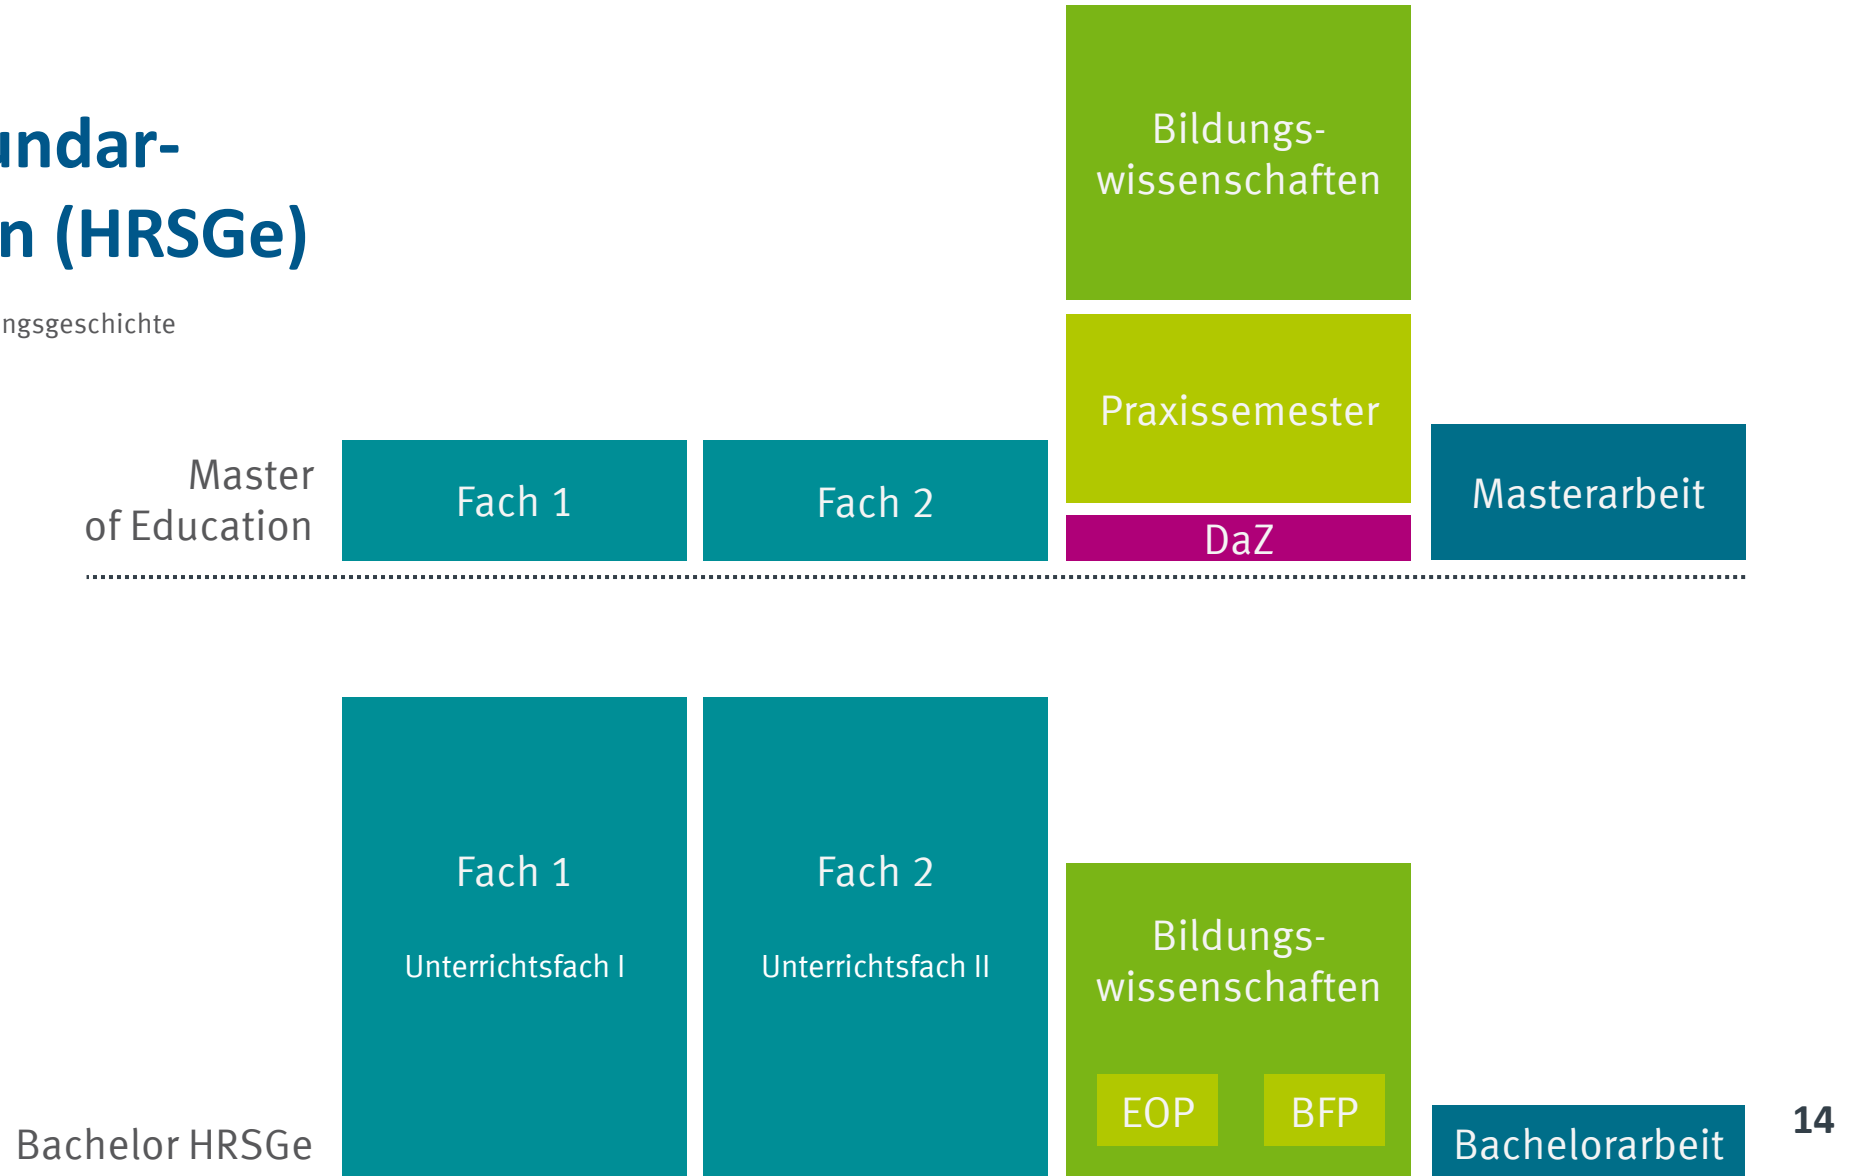 undar-
n (HRSGe)
ngsgeschichte
Bildungs-
wissenschaften
Praxissemester
Master
of Education
Fach 1
Fach 2
DaZ
Masterarbeit
Fach 1
Unterrichtsfach I
Fach 2
Unterrichtsfach II
Bildungs-
wissenschaften
EOP
BFP
Bachelor HRSGe
Bachelorarbeit
14